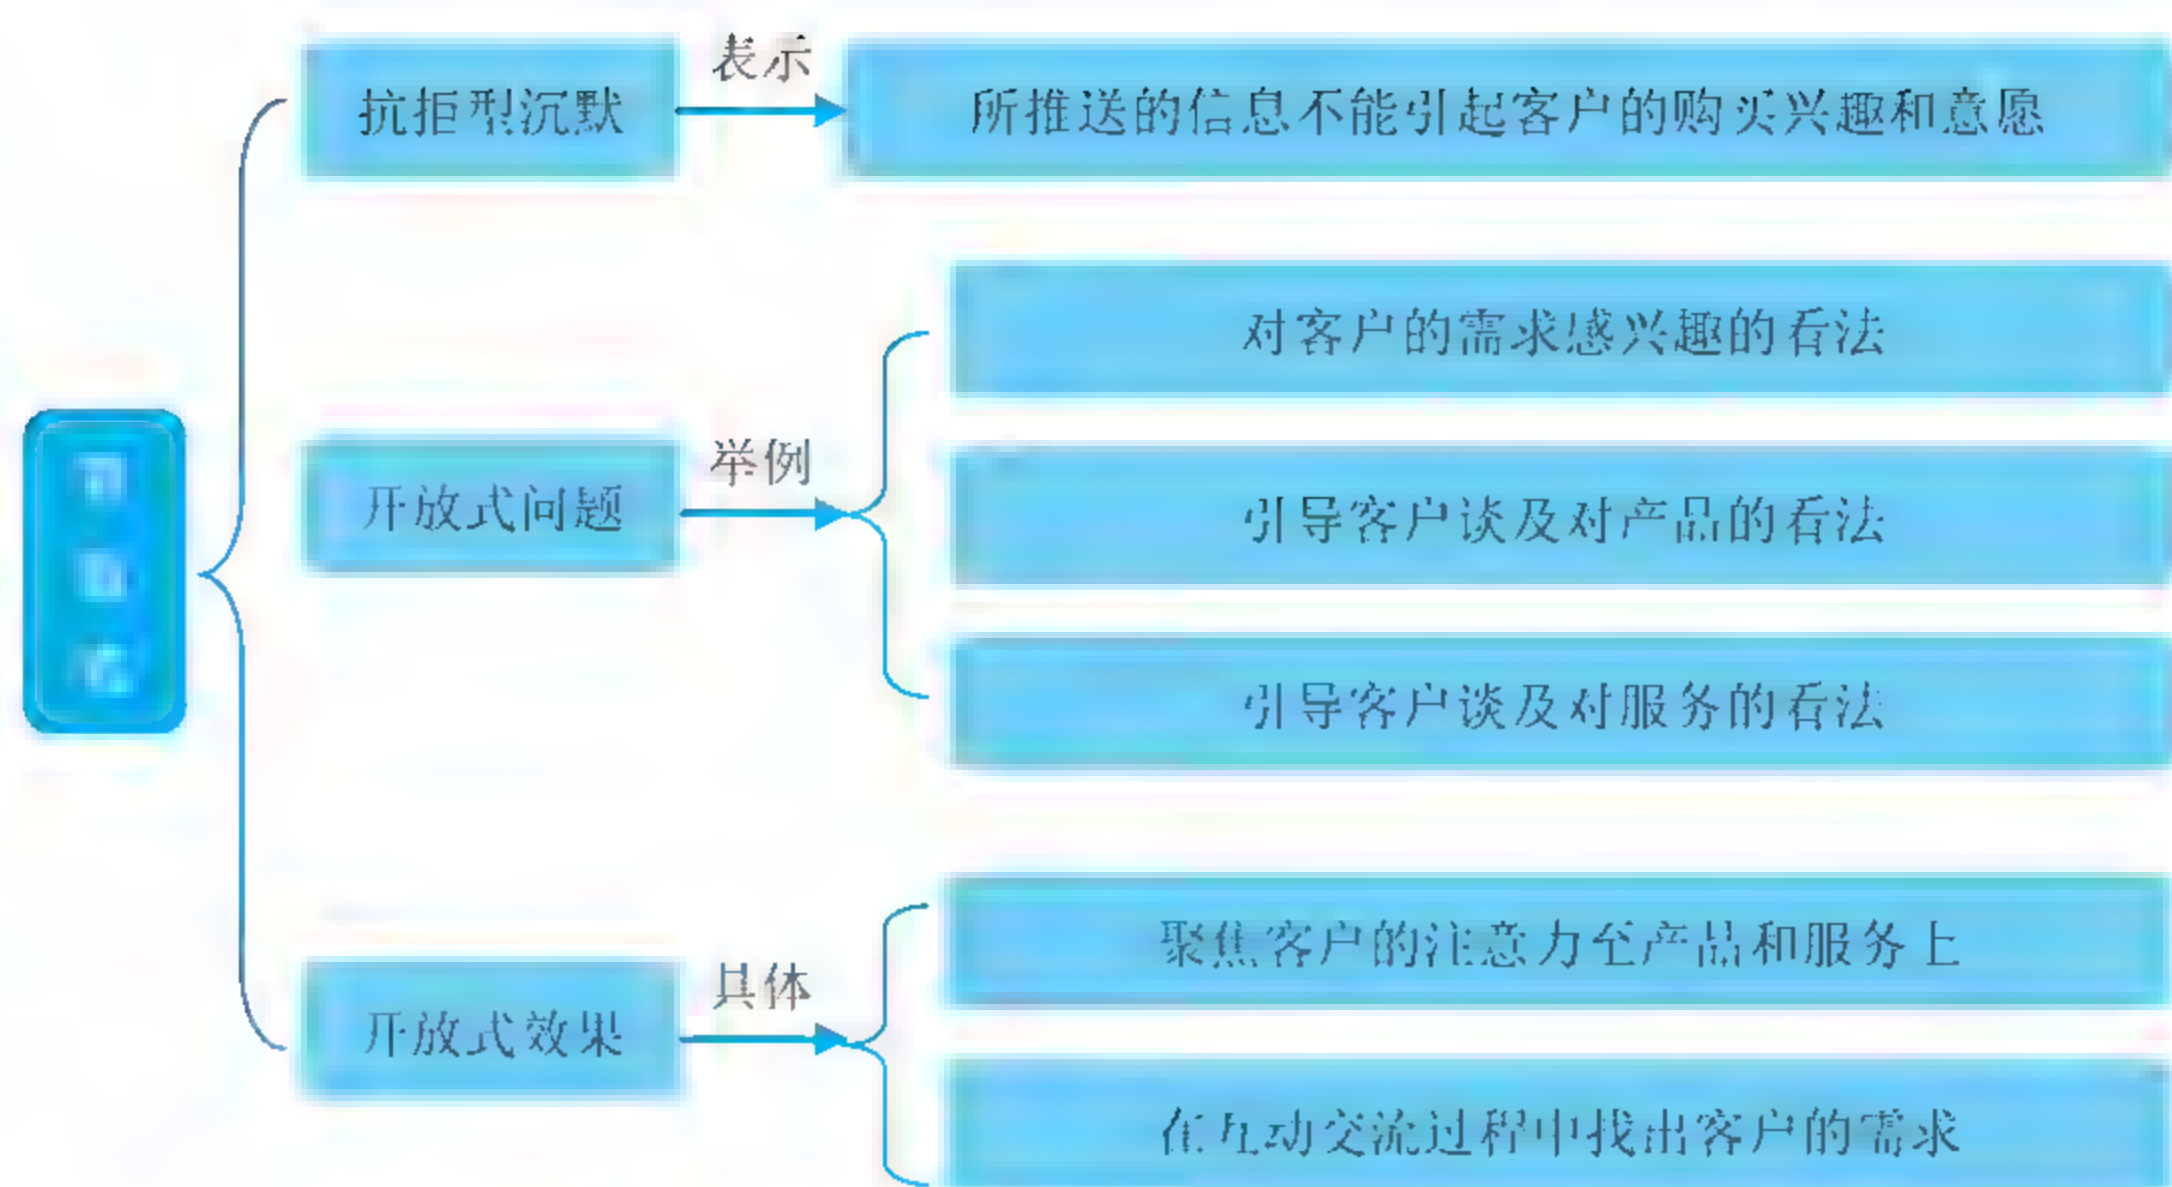 抗拒型沉默
表示
所推送的信息不能引起客户的购买兴趣和意愿
开放式问题
举例
对客户的需求感兴趣的看法
引导客户谈及对产品的看法
引导客户谈及对服务的看法
开放式效果
具体
聚焦客户的注意力至产品和服务上
在互动交流过程中找出客户的需求